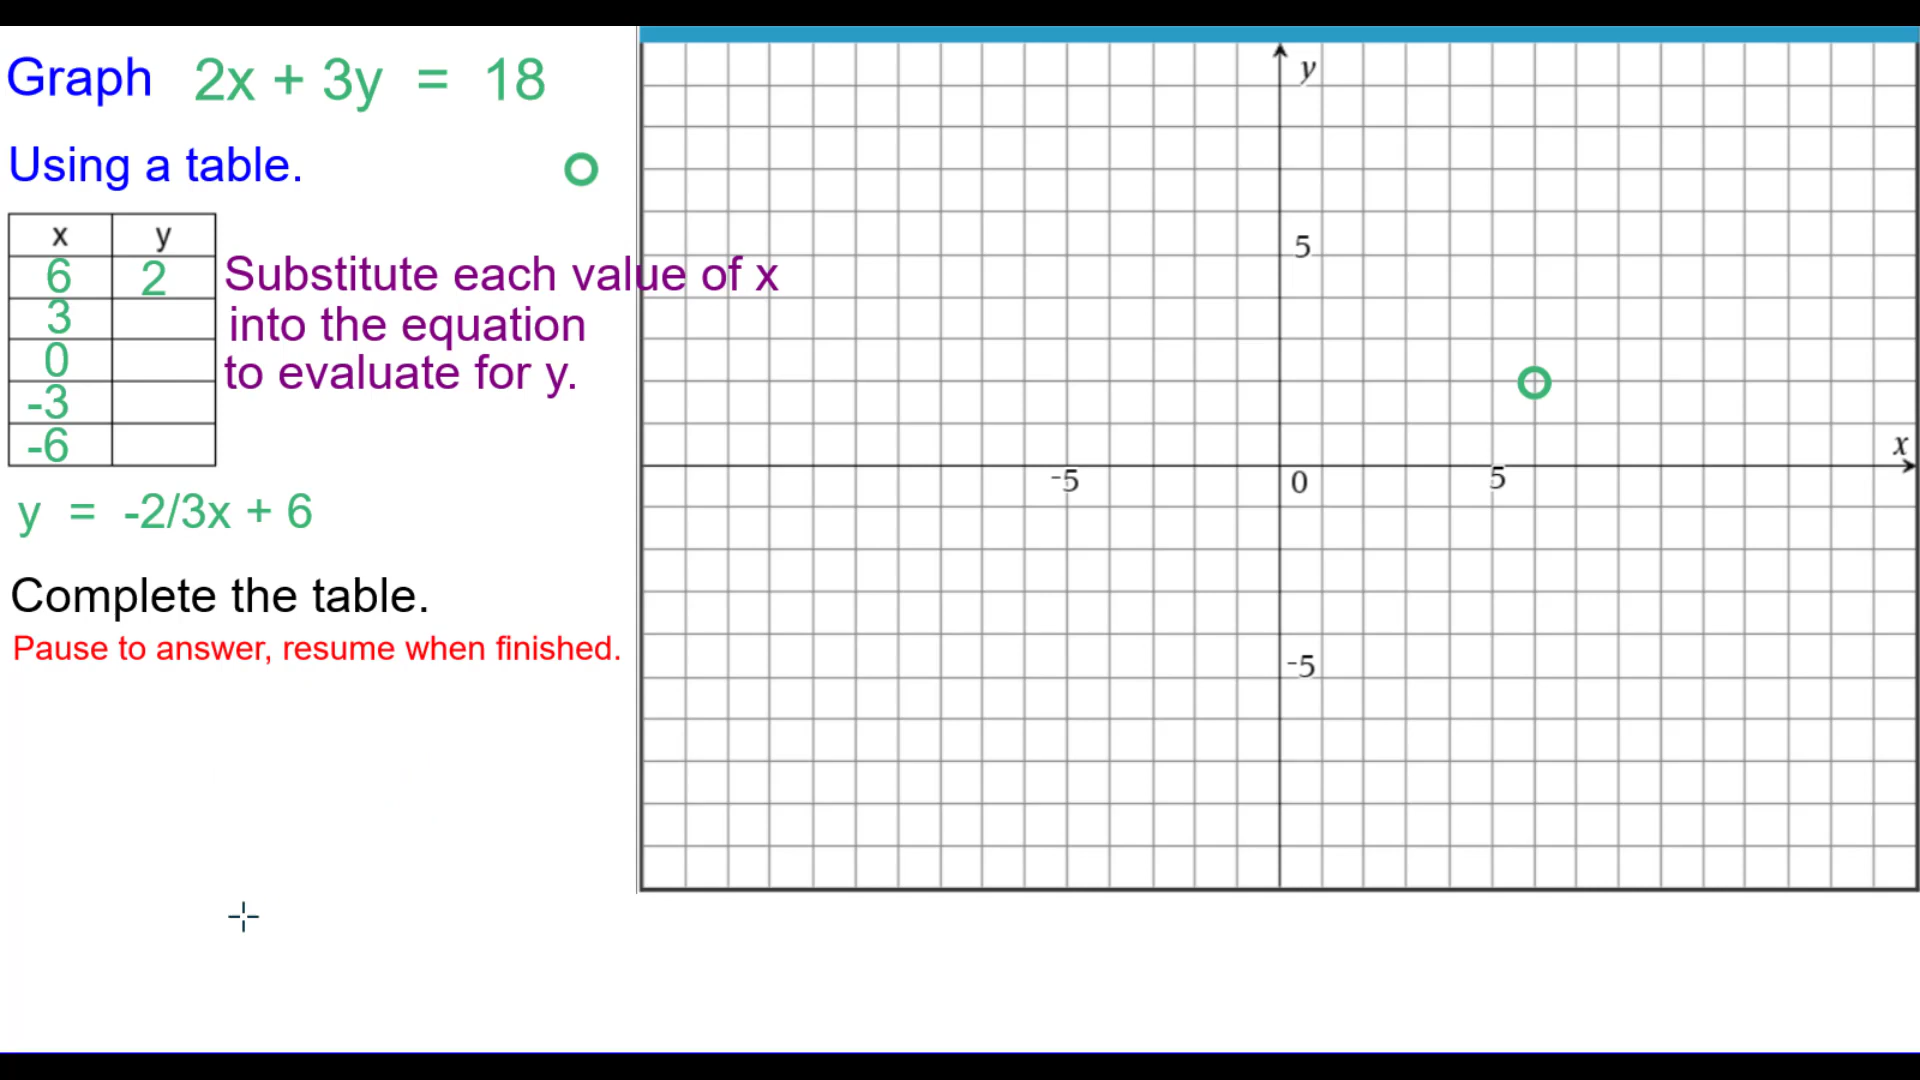 Graph 2x + 3y = 18
Using a table.
x y
6 2
3
0
-3
-6
Substitute each value of x
into the equation
to evaluate for y.
y = -2/3x + 6
Complete the table.
Pause to answer, resume when finished.
y
5
x
-5 0 5
-5